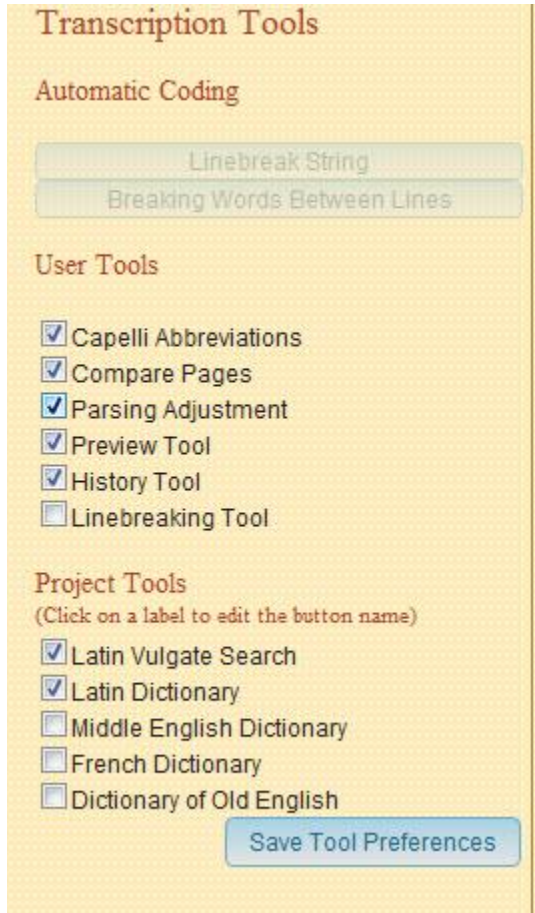 Transcription Tools
Automatic Coding
Linebreak String
Breaking Words Between Lines
User Tools
Capelli Abbreviations
Compare Pages
Parsing Adjustment
Preview Tool
History Tool
Linebreaking Tool
Project Tools
(Click on a label to edit the button name)
Latin Vulgate Search
Latin Dictionary
Middle English Dictionary
French Dictionary
Dictionary of Old English
Save Tool Preferences